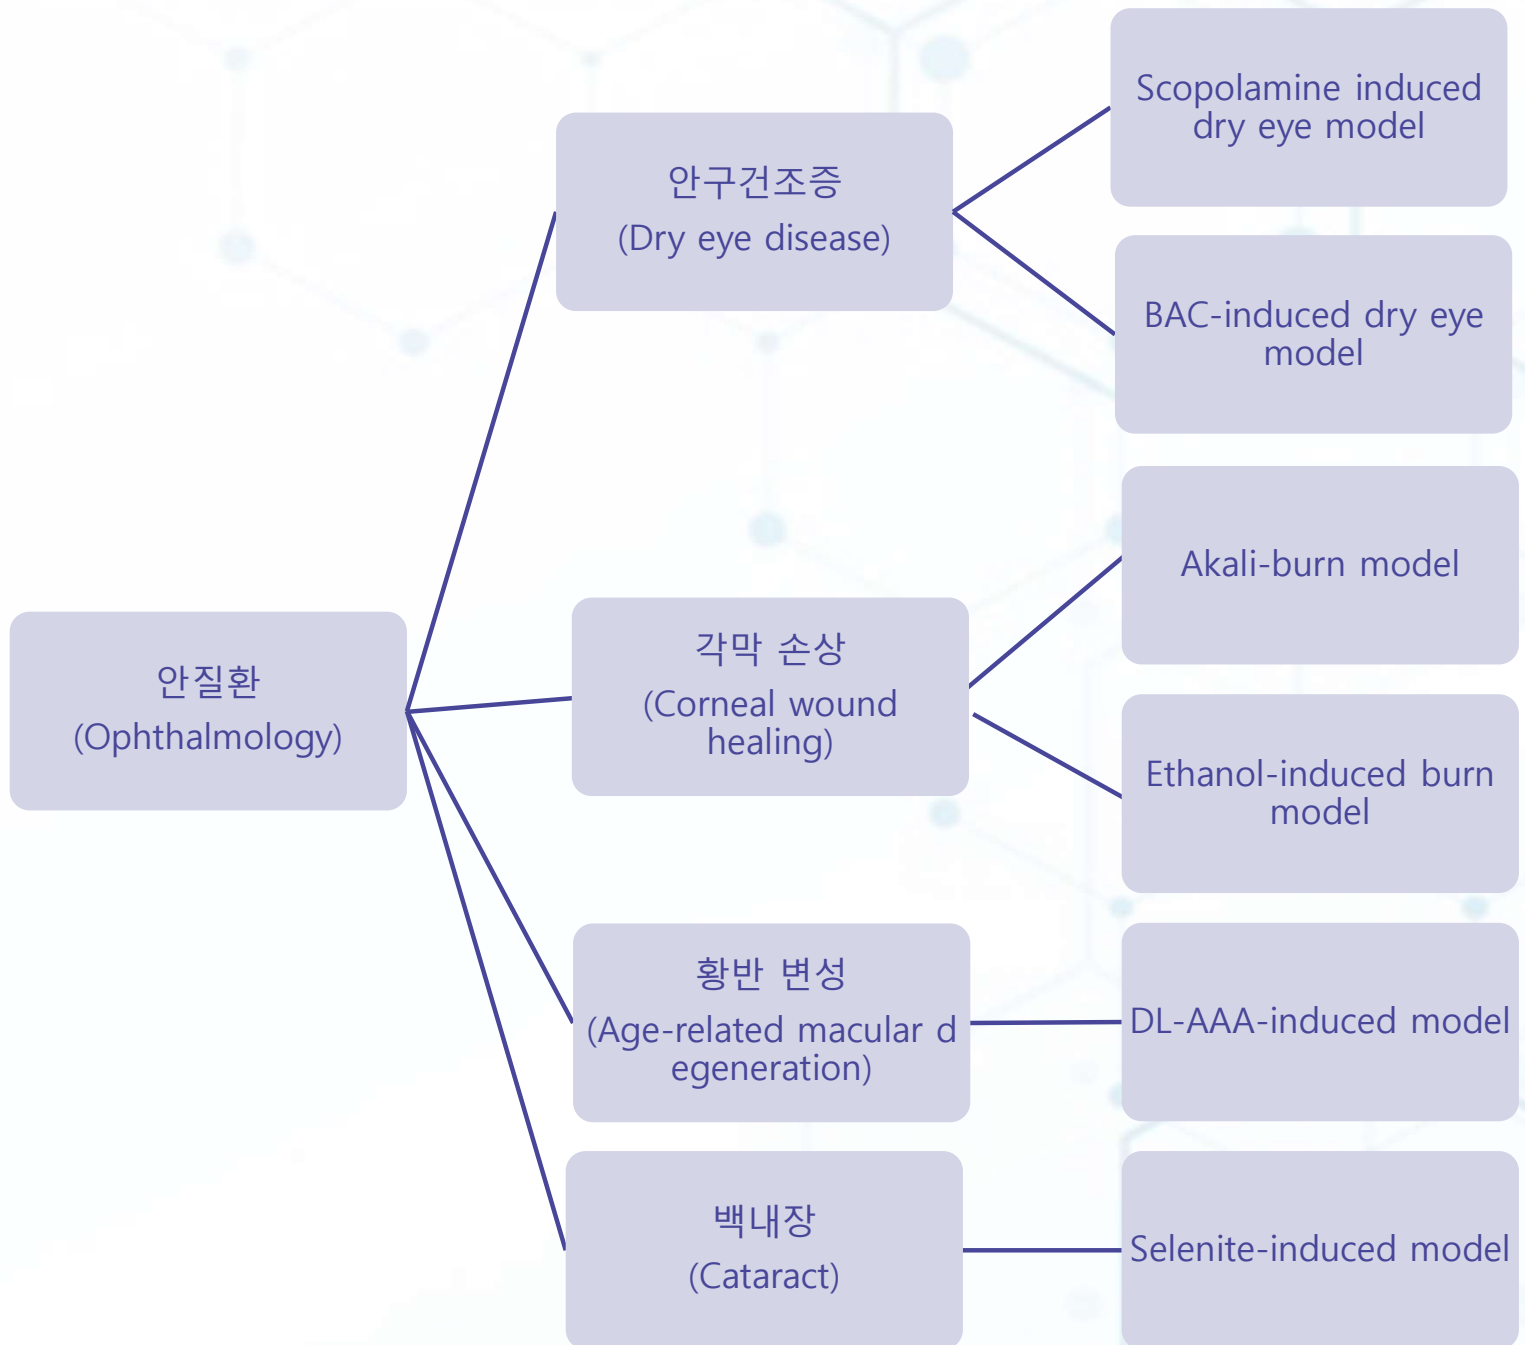 안질환
(Ophthalmology)
안구건조증
(Dry eye disease)
Scopolamine induced
dry eye model
BAC-induced dry eye
model
각막 손상
(Corneal wound
healing)
Akali-burn model
Ethanol-induced burn
model
황반 변성
(Age-related macular d
egeneration)
DL-AAA-induced model
백내장
(Cataract)
Selenite-induced model